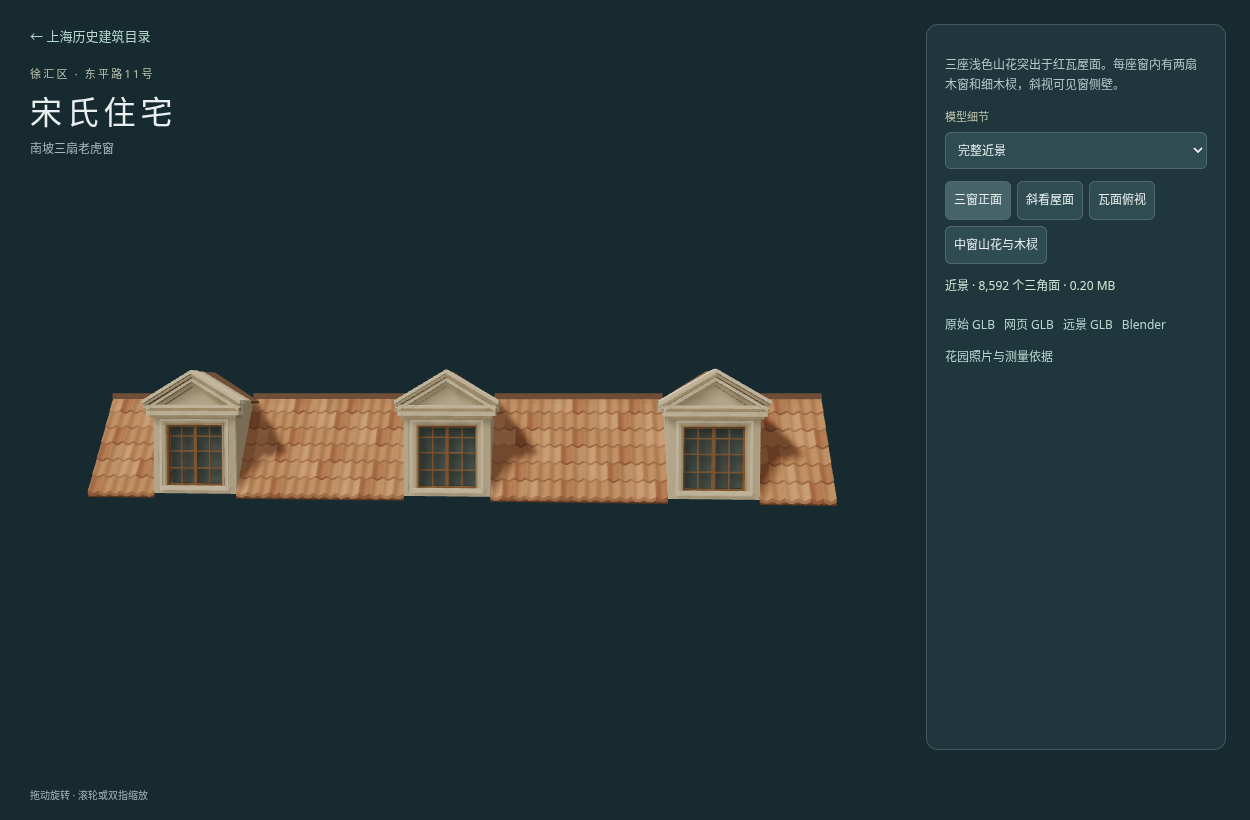 ← 上海历史建筑目录
徐汇区 · 东平路11号
宋氏住宅
南坡三扇老虎窗
三座浅色山花突出于红瓦屋面。每座窗内有两扇
木窗和细木棂，斜视可见窗侧壁。
模型细节
完整近景
三窗正面 斜看屋面 瓦面俯视
中窗山花与木棂
近景 · 8,592 个三角面 · 0.20 MB
原始 GLB 网页 GLB 远景 GLB Blender
花园照片与测量依据
拖动旋转 · 滚轮或双指缩放